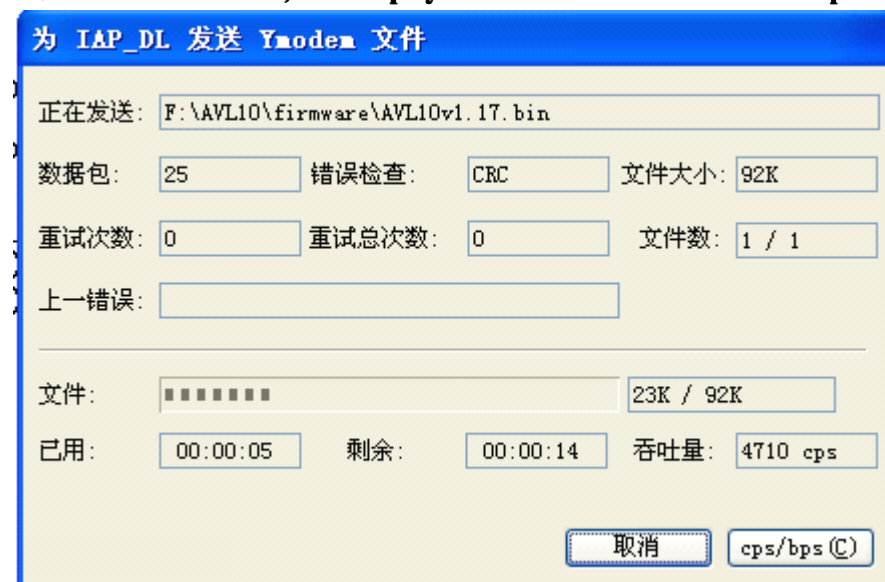 为 IAP_DL 发送 Ymodem 文件
正在发送: F:\AVL10\firmware\AVL10v1.17.bin
数据包: 25 错误检查: CRC 文件大小: 92K
重试次数: 0 重试总次数: 0 文件数: 1 / 1
上一错误:
文件: 23K / 92K
已用: 00:00:05 剩余: 00:00:14 吞吐量: 4710 cps
取消 cps/bps(C)